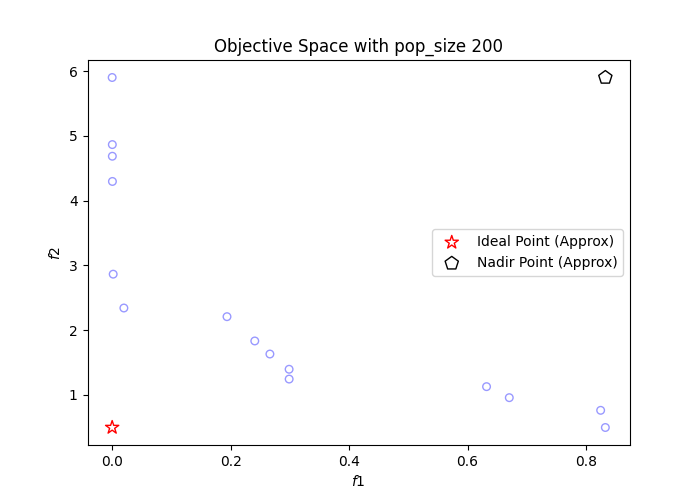 Objective Space with pop_size 200
6
5
4
3
2
1
f2
Ideal Point (Approx)
Nadir Point (Approx)
0.0 0.2 0.4 0.6 0.8
f1